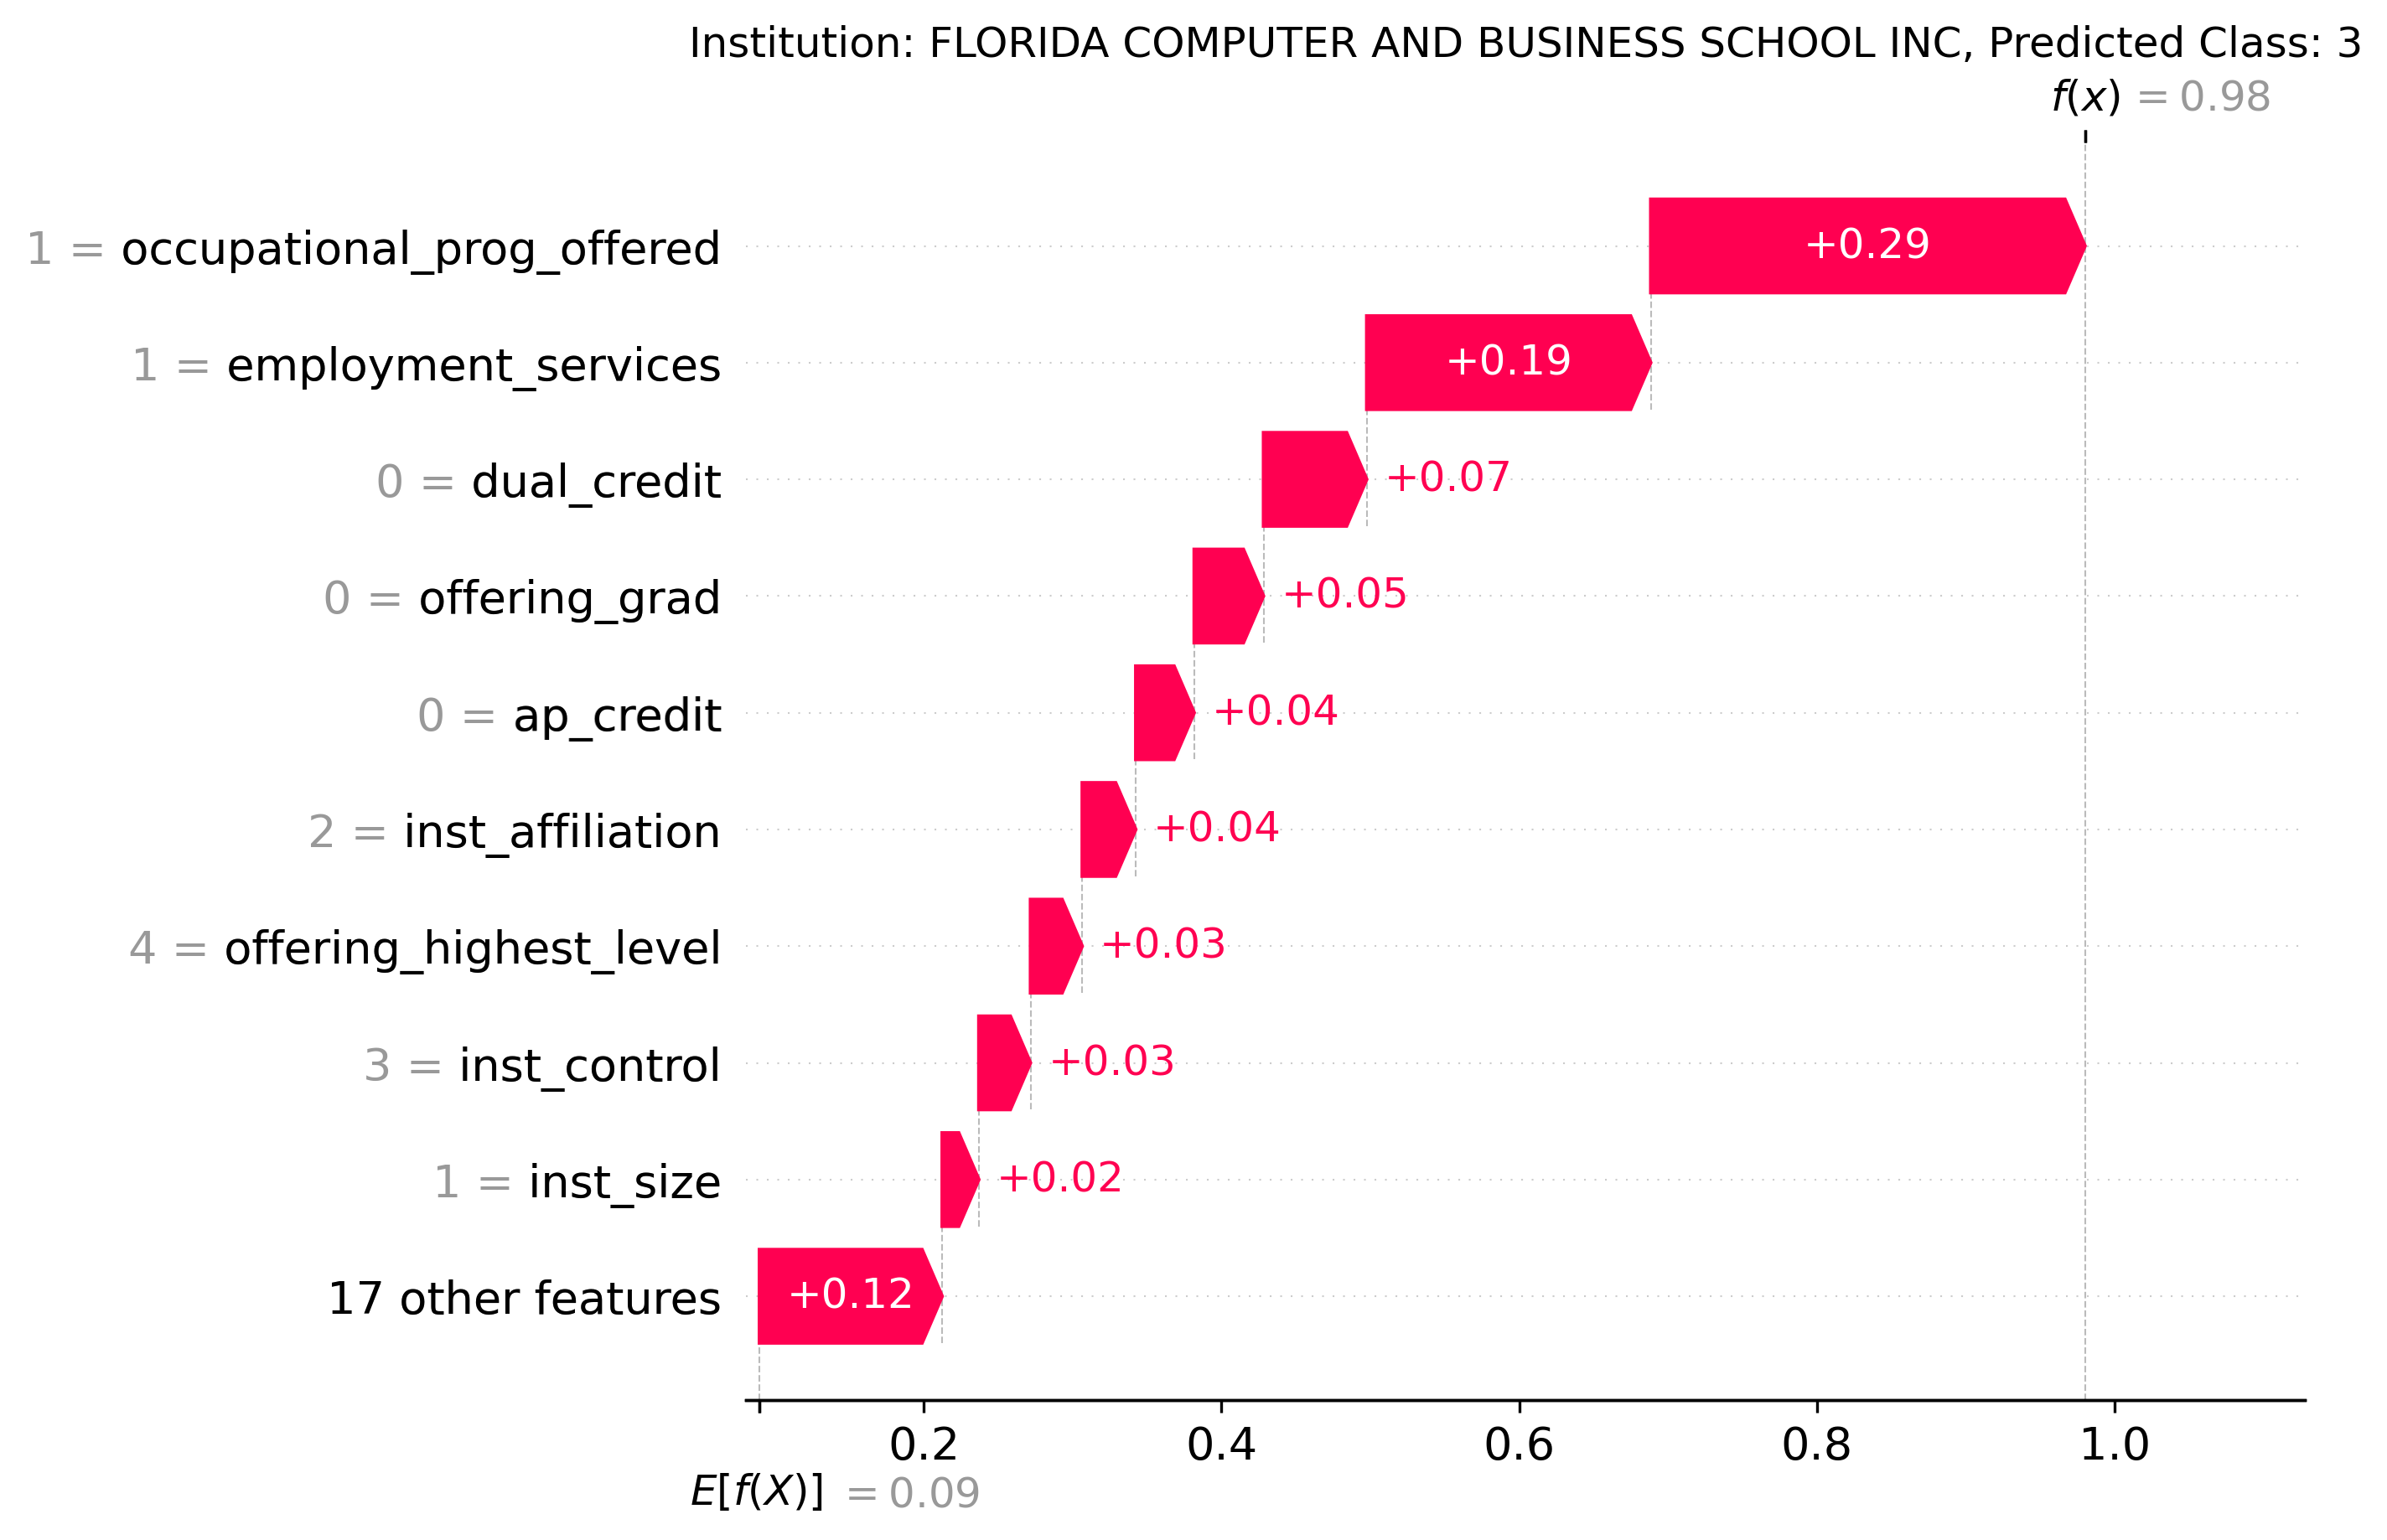 Institution: FLORIDA COMPUTER AND BUSINESS SCHOOL INC, Predicted Class: 3
f(x) = 0.98
1 = occupational_prog_offered +0.29
1 = employment_services +0.19
0 = dual_credit +0.07
0 = offering_grad +0.05
0 = ap_credit +0.04
2 = inst_affiliation +0.04
4 = offering_highest_level +0.03
3 = inst_control +0.03
1 = inst_size +0.02
17 other features +0.12
0.2 0.4 0.6 0.8 1.0
E[f(X)] = 0.09